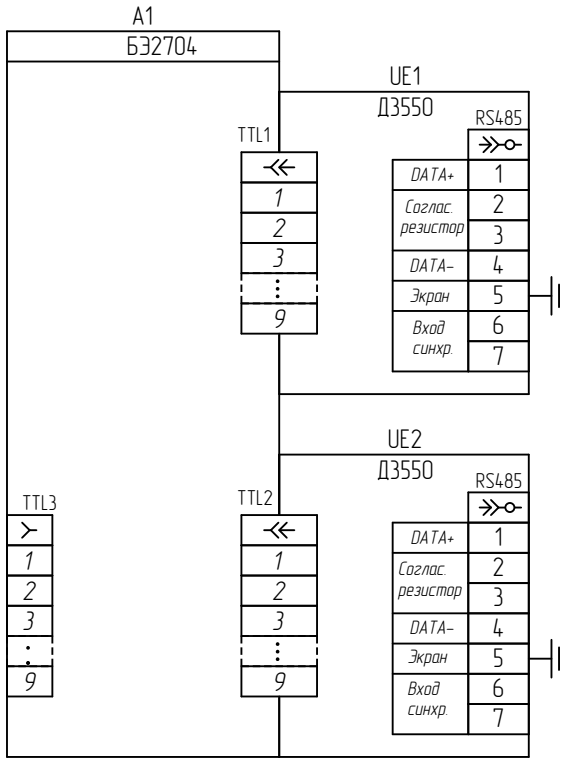 A1
БЭ2704
UE1
Д3550
RS485
TTL1
1
2
3
9
DATA+ 1
Соглас. 2
резистор 3
DATA– 4
Экран 5
Вход 6
синхр. 7
UE2
Д3550
RS485
TTL3
1
2
3
9
TTL2
1
2
3
9
DATA+ 1
Соглас. 2
резистор 3
DATA– 4
Экран 5
Вход 6
синхр. 7